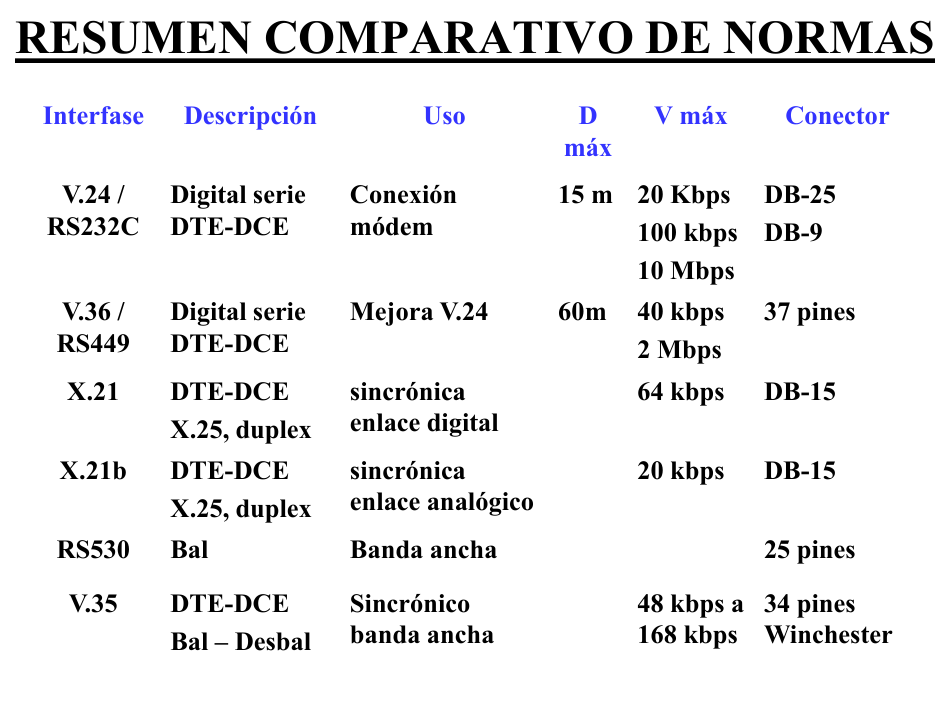 RESUMEN COMPARATIVO DE NORMAS
Interfase Descripción Uso D máx V máx Conector
V.24 / RS232C
Digital serie DTE-DCE
Conexión módem
15 m
20 Kbps
100 kbps
10 Mbps
DB-25
DB-9
V.36 / RS449
Digital serie DTE-DCE
Mejora V.24
60m
40 kbps
2 Mbps
37 pines
X.21
DTE-DCE
X.25, duplex
sincrónica enlace digital
64 kbps
DB-15
X.21b
DTE-DCE
X.25, duplex
sincrónica enlace analógico
20 kbps
DB-15
RS530
Bal
Banda ancha
25 pines
V.35
DTE-DCE
Bal – Desbal
Sincrónico banda ancha
48 kbps a 168 kbps
34 pines Winchester